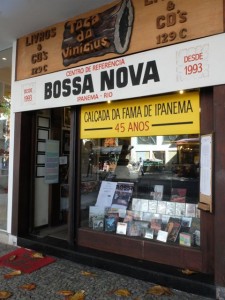 LIVROS & CD's 129 C
Toca do Vinicius
LIVROS & CD's 129 C
CENTRO DE REFERÊNCIA
BOSSA NOVA
IPANEMA - RIO
DESDE 1993
DESDE 1993
CALÇADA DA FAMA DE IPANEMA
45 ANOS